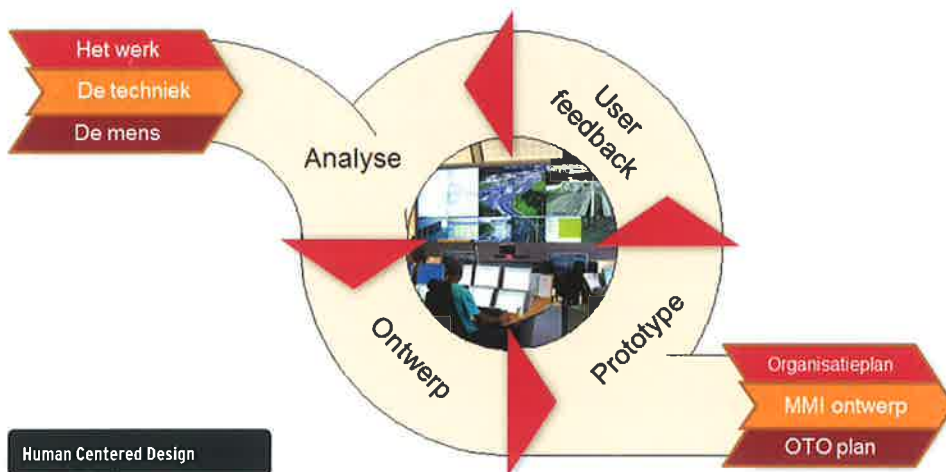 Het werk
De techniek
De mens
Analyse
User
feedback
Ontwerp
Prototype
Organisatieplan
MMI ontwerp
OTO plan
Human Centered Design